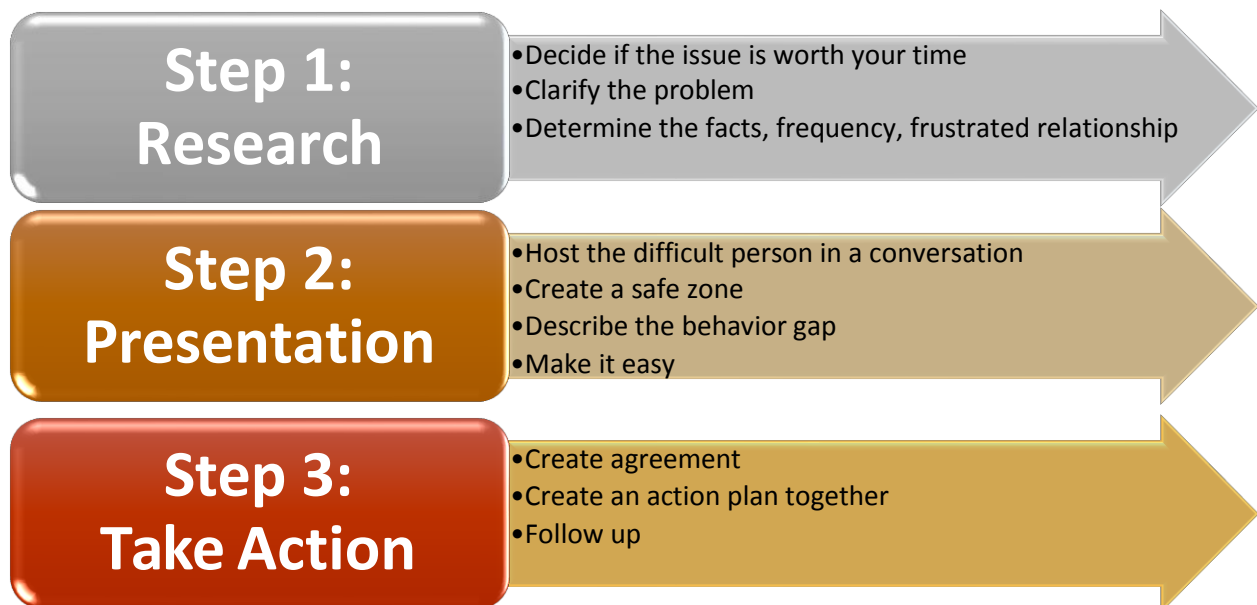 Step 1:
Research
•Decide if the issue is worth your time
•Clarify the problem
•Determine the facts, frequency, frustrated relationship
Step 2:
Presentation
•Host the difficult person in a conversation
•Create a safe zone
•Describe the behavior gap
•Make it easy
Step 3:
Take Action
•Create agreement
•Create an action plan together
•Follow up